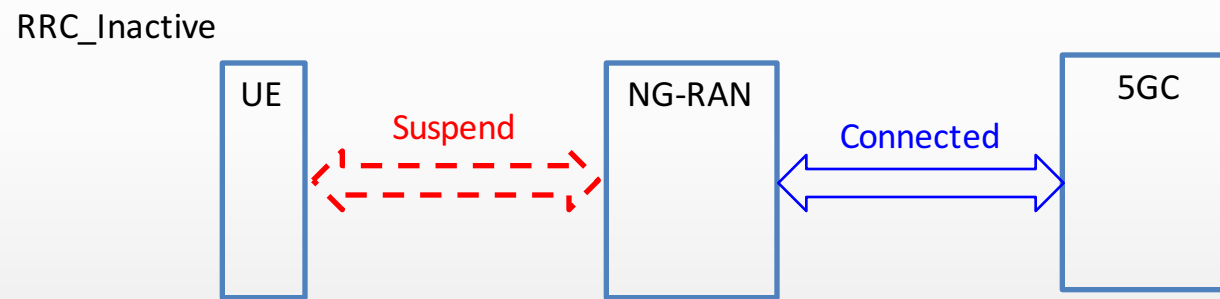 RRC_Inactive
UE
NG-RAN
5GC
Suspend
Connected